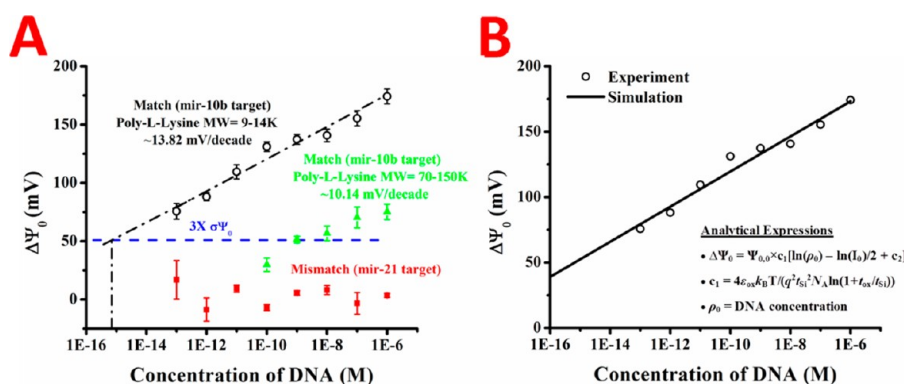 A
200
150
100
50
0
ΔΨ₀ (mV)
Match (mir-10b target)
Poly-L-Lysine MW= 9-14K
~13.82 mV/decade
Match (mir-10b target)
Poly-L-Lysine MW= 70-150K
~10.14 mV/decade
3X σΨ₀
Mismatch (mir-21 target)
1E-16 1E-14 1E-12 1E-10 1E-8 1E-6
Concentration of DNA (M)
B
200
150
100
50
0
ΔΨ₀ (mV)
Experiment
Simulation
Analytical Expressions
• ΔΨ₀ = Ψ₀,₀×c₁[ln(ρ₀) – ln(I₀)/2 + c₂]
• c₁ = 4εₒₓk_BT/(q²t_Si²N_Aln(1+tₒₓ/t_Si))
• ρ₀ = DNA concentration
1E-16 1E-14 1E-12 1E-10 1E-8 1E-6
Concentration of DNA (M)